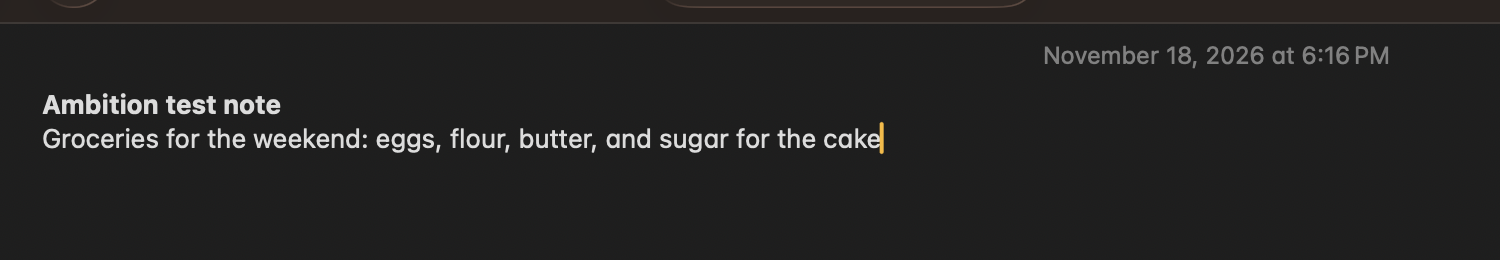 November 18, 2026 at 6:16 PM
Ambition test note
Groceries for the weekend: eggs, flour, butter, and sugar for the cake